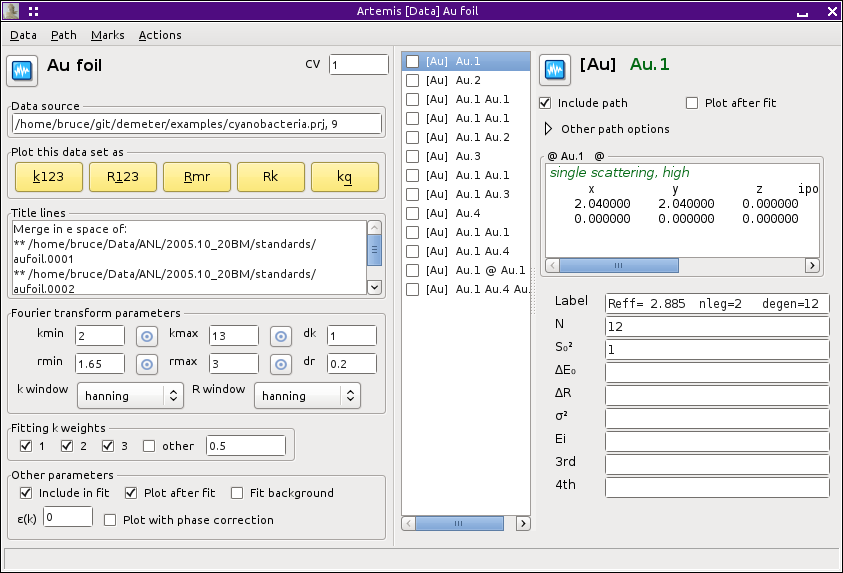 Artemis [Data] Au foil
Data Path Marks Actions
Au foil
CV 1
Data source
/home/bruce/git/demeter/examples/cyanobacteria.prj, 9
Plot this data set as
k123 R123 Rmr Rk kq
Title lines
Merge in e space of:
** /home/bruce/Data/ANL/2005.10_20BM/standards/
aufoil.0001
** /home/bruce/Data/ANL/2005.10_20BM/standards/
aufoil.0002
Fourier transform parameters
kmin 2 kmax 13 dk 1
rmin 1.65 rmax 3 dr 0.2
k window hanning R window hanning
Fitting k weights
1 2 3 other 0.5
Other parameters
Include in fit Plot after fit Fit background
ε(k) 0 Plot with phase correction
[Au] Au.1
[Au] Au.2
[Au] Au.1 Au.1
[Au] Au.1 Au.1
[Au] Au.1 Au.2
[Au] Au.3
[Au] Au.1 Au.1
[Au] Au.1 Au.3
[Au] Au.4
[Au] Au.1 Au.1
[Au] Au.1 Au.4
[Au] Au.1 @ Au.1
[Au] Au.1 Au.4 Au.
[Au] Au.1
Include path Plot after fit
Other path options
@ Au.1 @
single scattering, high
x y z ipo
2.040000 2.040000 0.000000
0.000000 0.000000 0.000000
Label Reff= 2.885 nleg=2 degen=12
N 12
S₀² 1
ΔE₀
ΔR
σ²
Ei
3rd
4th